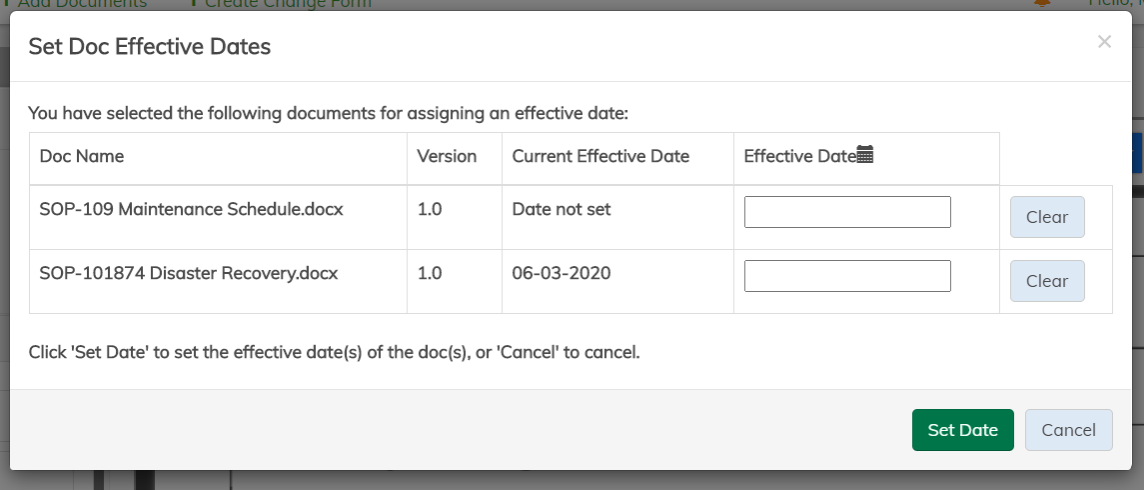 Add Documents Create Change Form Hello,
Set Doc Effective Dates ×
You have selected the following documents for assigning an effective date:
Doc Name Version Current Effective Date Effective Date
SOP-109 Maintenance Schedule.docx 1.0 Date not set Clear
SOP-101874 Disaster Recovery.docx 1.0 06-03-2020 Clear
Click 'Set Date' to set the effective date(s) of the doc(s), or 'Cancel' to cancel.
Set Date Cancel